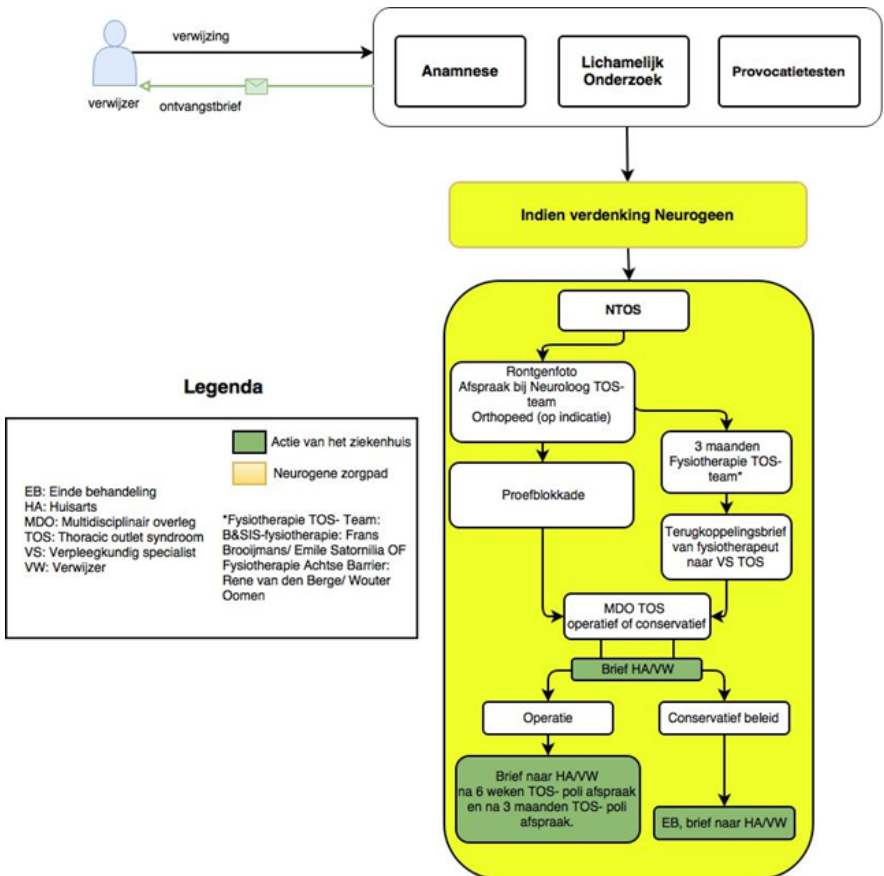 verwijzing
verwijzer
ontvangstbrief
Anamnese
Lichamelijk
Onderzoek
Provocatietesten
Indien verdenking Neurogeen
NTOS
Rontgenfoto
Afspraak bij Neuroloog TOS-
team
Orthopeed (op indicatie)
3 maanden
Fysiotherapie TOS-
team*
Proefblokkade
Terugkoppelingsbrief
van fysiotherapeut
naar VS TOS
MDO TOS
operatief of conservatief
Brief HA/VW
Operatie
Conservatief beleid
Brief naar HA/VW
na 6 weken TOS- poli afspraak
en na 3 maanden TOS- poli
afspraak.
EB, brief naar HA/VW
Legenda
Actie van het ziekenhuis
Neurogene zorgpad
EB: Einde behandeling
HA: Huisarts
MDO: Multidisciplinair overleg
TOS: Thoracic outlet syndroom
VS: Verpleegkundig specialist
VW: Verwijzer
*Fysiotherapie TOS- Team:
B&SIS-fysiotherapie: Frans
Brooijmans/ Emile Satornilia OF
Fysiotherapie Achtse Barrier:
Rene van den Berge/ Wouter
Oomen